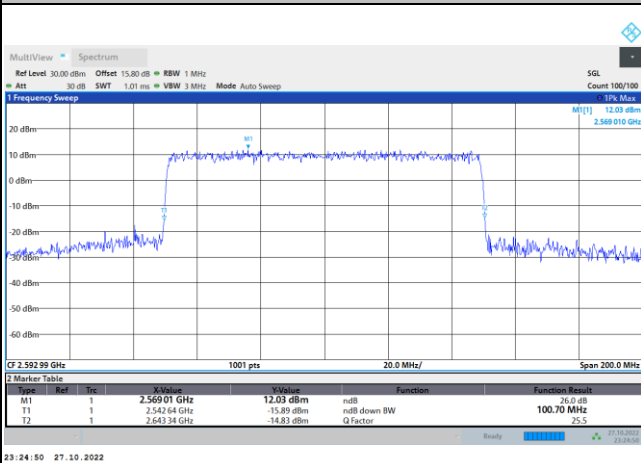 MultiView Spectrum
Ref Level 30.00 dBm Offset 15.80 dB RBW 1 MHz SGL
Att 30 dB SWT 1.01 ms VBW 3 MHz Mode Auto Sweep Count 100/100
1 Frequency Sweep 1Pk Max
M1[1] 12.03 dBm
2.569 010 GHz
20 dBm
M1
10 dBm
0 dBm
-10 dBm
T1 T2
-20 dBm
-30 dBm
-40 dBm
-50 dBm
-60 dBm
CF 2.592 99 GHz 1001 pts 20.0 MHz/ Span 200.0 MHz
2 Marker Table
Type Ref Trc X-Value Y-Value Function Function Result
M1 1 2.569 01 GHz 12.03 dBm ndB 26.0 dB
T1 1 2.542 64 GHz -15.89 dBm ndB down BW 100.70 MHz
T2 1 2.643 34 GHz -14.83 dBm Q Factor 25.5
Ready 27.10.2022
23:24:50
23:24:50 27.10.2022